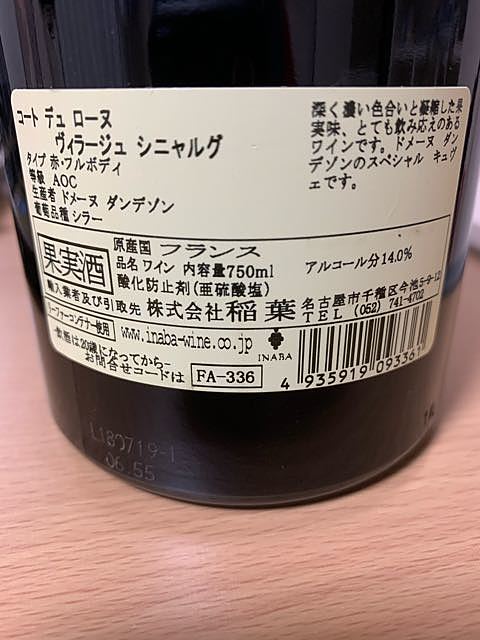 コート デュ ローヌ
ヴィラージュ シニャルグ
タイプ 赤・フルボディ
等級 AOC
生産者 ドメーヌ ダンデゾン
葡萄品種 シラー
深く濃い色合いと凝縮した果
実味、とても飲み応えのある
ワインです。ドメーヌ ダン
デゾンのスペシャル キュヴ
ェです。
果実酒
原産国 フランス
品名 ワイン 内容量750ml
酸化防止剤(亜硫酸塩)
アルコール分14.0%
輸入業者及び引取先 株式会社 稲葉
名古屋市千種区今池5-9-12
TEL (052) 741-4702
リーファーコンテナー使用
www.inaba-wine.co.jp
INABA
飲酒は20歳になってから。
お問合せコードは FA-336
4 935919 093361
L180719-1
06:55